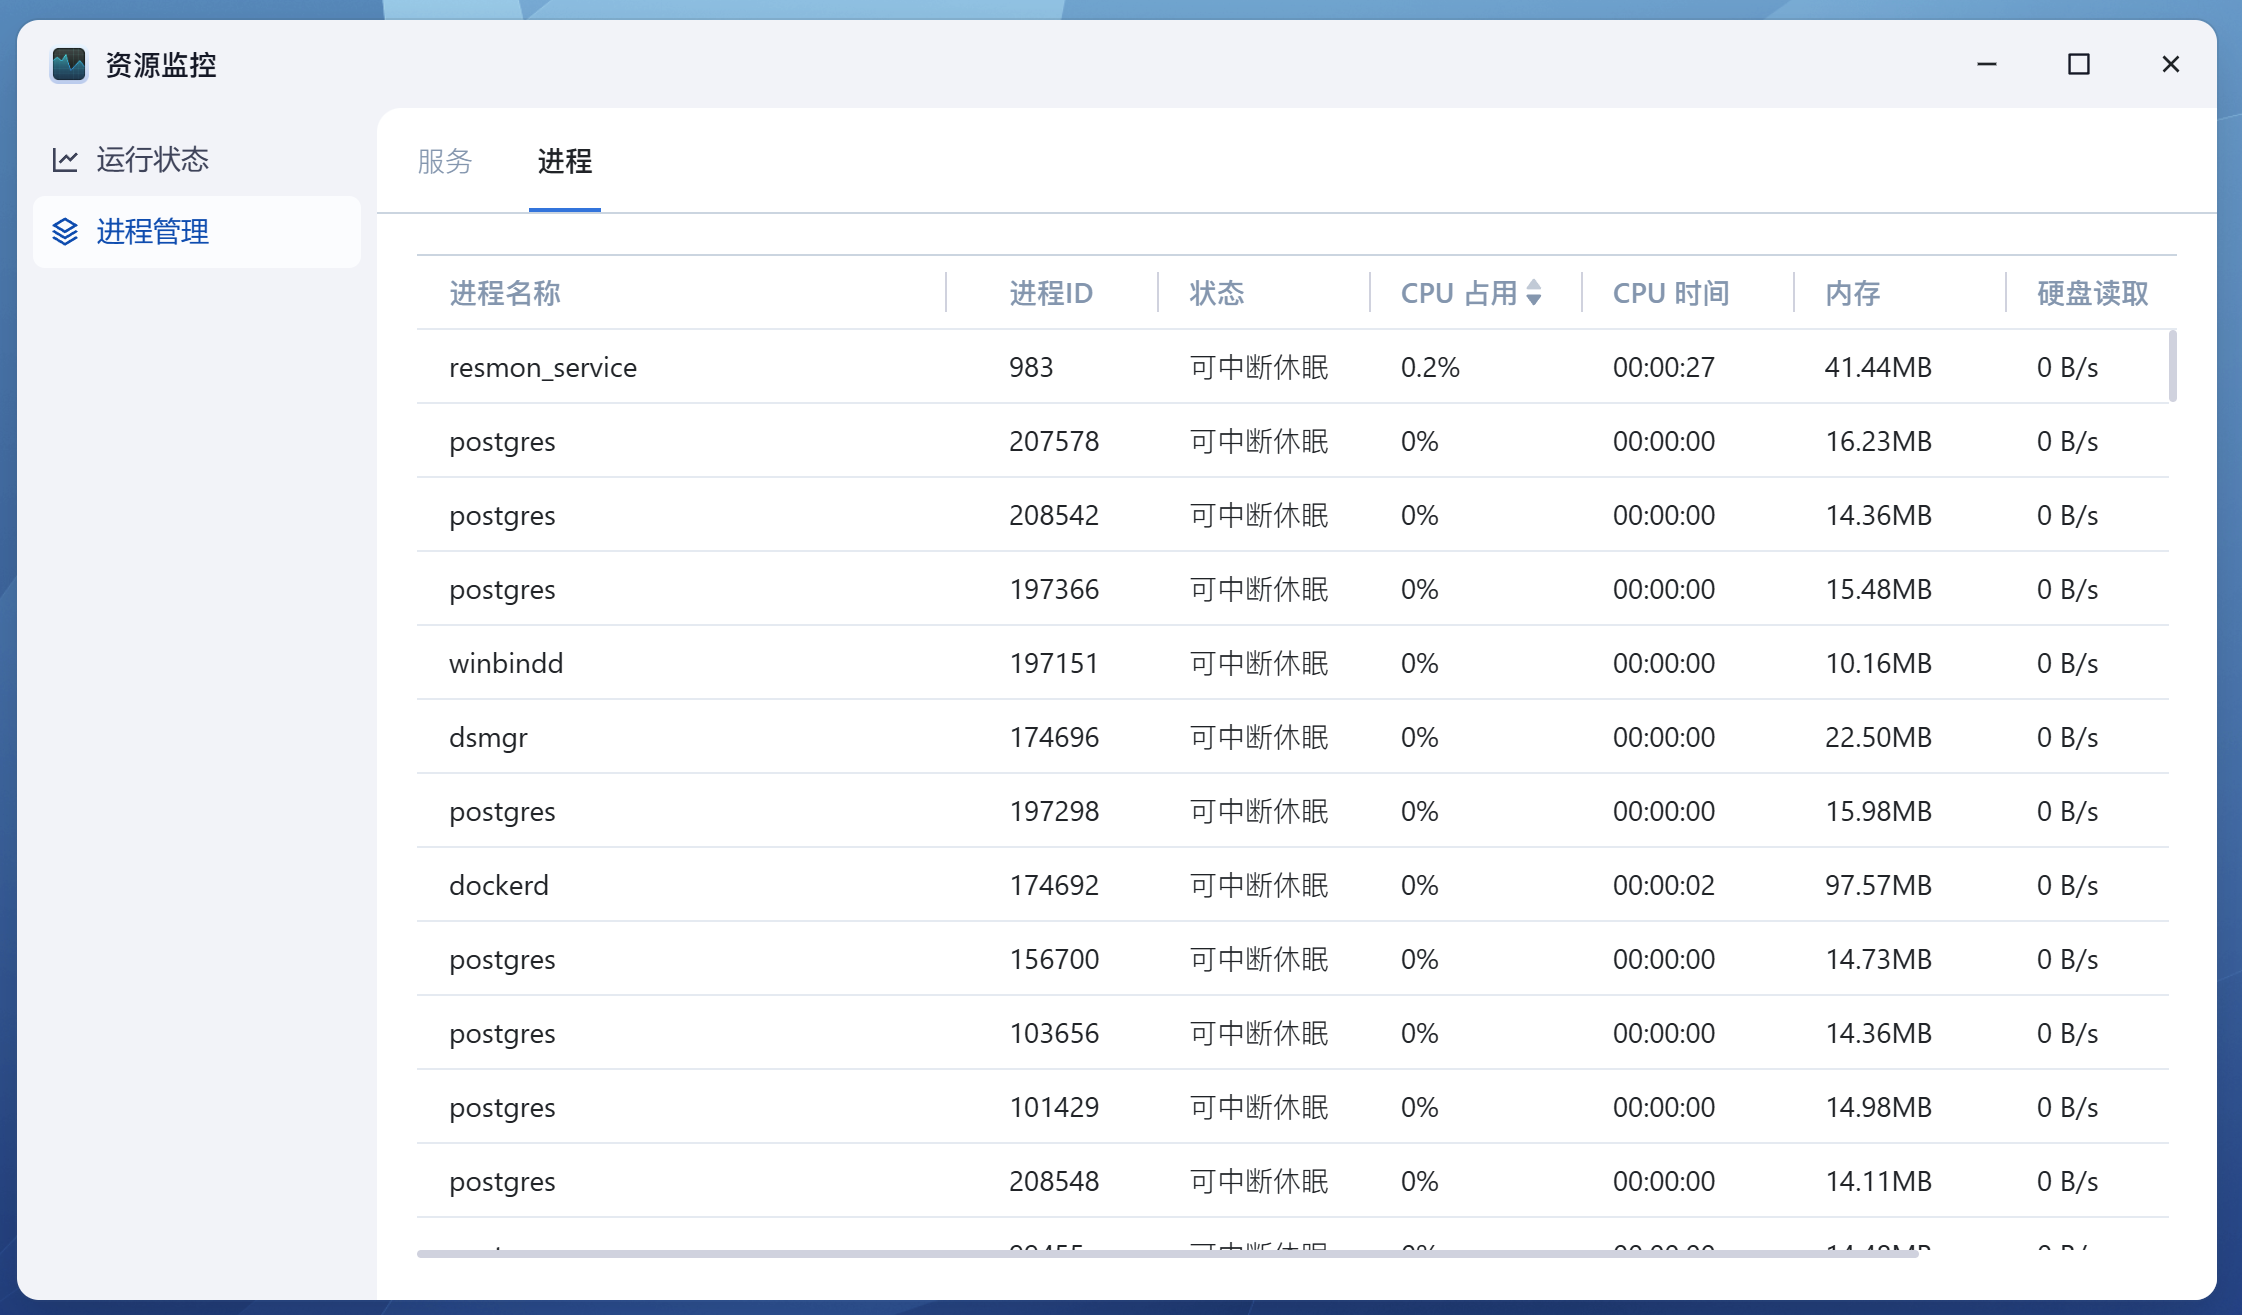 资源监控
运行状态
进程管理
服务 进程
进程名称 进程ID 状态 CPU 占用 CPU 时间 内存 硬盘读取
resmon_service 983 可中断休眠 0.2% 00:00:27 41.44MB 0 B/s
postgres 207578 可中断休眠 0% 00:00:00 16.23MB 0 B/s
postgres 208542 可中断休眠 0% 00:00:00 14.36MB 0 B/s
postgres 197366 可中断休眠 0% 00:00:00 15.48MB 0 B/s
winbindd 197151 可中断休眠 0% 00:00:00 10.16MB 0 B/s
dsmgr 174696 可中断休眠 0% 00:00:00 22.50MB 0 B/s
postgres 197298 可中断休眠 0% 00:00:00 15.98MB 0 B/s
dockerd 174692 可中断休眠 0% 00:00:02 97.57MB 0 B/s
postgres 156700 可中断休眠 0% 00:00:00 14.73MB 0 B/s
postgres 103656 可中断休眠 0% 00:00:00 14.36MB 0 B/s
postgres 101429 可中断休眠 0% 00:00:00 14.98MB 0 B/s
postgres 208548 可中断休眠 0% 00:00:00 14.11MB 0 B/s